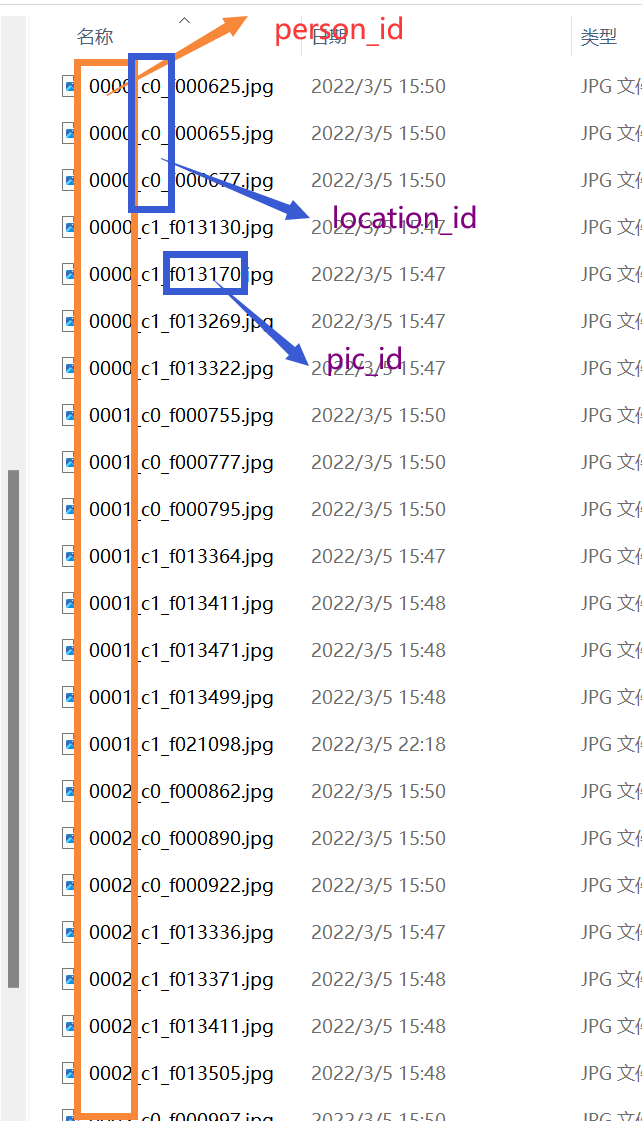 名称 日期 类型
person_id
0000_c0_f000625.jpg 2022/3/5 15:50 JPG 文件
0000_c0_f000655.jpg 2022/3/5 15:50 JPG 文件
0000_c0_f000677.jpg 2022/3/5 15:50 JPG 文件
location_id
0000_c1_f013130.jpg 2022/3/5 15:47 JPG 文件
0000_c1_f013170.jpg 2022/3/5 15:47 JPG 文件
0000_c1_f013269.jpg 2022/3/5 15:47 JPG 文件
pic_id
0000_c1_f013322.jpg 2022/3/5 15:47 JPG 文件
0001_c0_f000755.jpg 2022/3/5 15:50 JPG 文件
0001_c0_f000777.jpg 2022/3/5 15:50 JPG 文件
0001_c0_f000795.jpg 2022/3/5 15:50 JPG 文件
0001_c1_f013364.jpg 2022/3/5 15:47 JPG 文件
0001_c1_f013411.jpg 2022/3/5 15:48 JPG 文件
0001_c1_f013471.jpg 2022/3/5 15:48 JPG 文件
0001_c1_f013499.jpg 2022/3/5 15:48 JPG 文件
0001_c1_f021098.jpg 2022/3/5 22:18 JPG 文件
0002_c0_f000862.jpg 2022/3/5 15:50 JPG 文件
0002_c0_f000890.jpg 2022/3/5 15:50 JPG 文件
0002_c0_f000922.jpg 2022/3/5 15:50 JPG 文件
0002_c1_f013336.jpg 2022/3/5 15:47 JPG 文件
0002_c1_f013371.jpg 2022/3/5 15:48 JPG 文件
0002_c1_f013411.jpg 2022/3/5 15:48 JPG 文件
0002_c1_f013505.jpg 2022/3/5 15:48 JPG 文件
c0_f000997.jpg 2022/3/5 15:50 JPG 文件